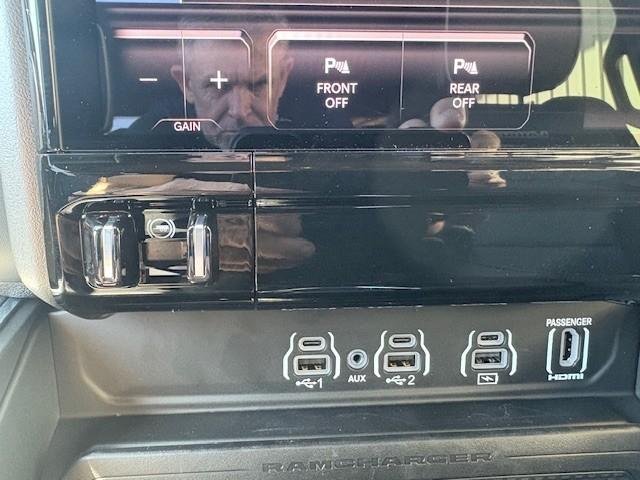 − +
GAIN
P FRONT OFF
P REAR OFF
PASSENGER
1 AUX 2 HDMI
RAMCHARGER